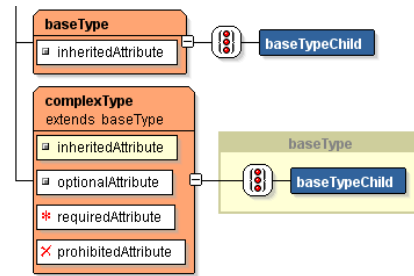 baseType
inheritedAttribute
baseTypeChild
complexType
extends baseType
inheritedAttribute
optionalAttribute
requiredAttribute
prohibitedAttribute
baseType
baseTypeChild